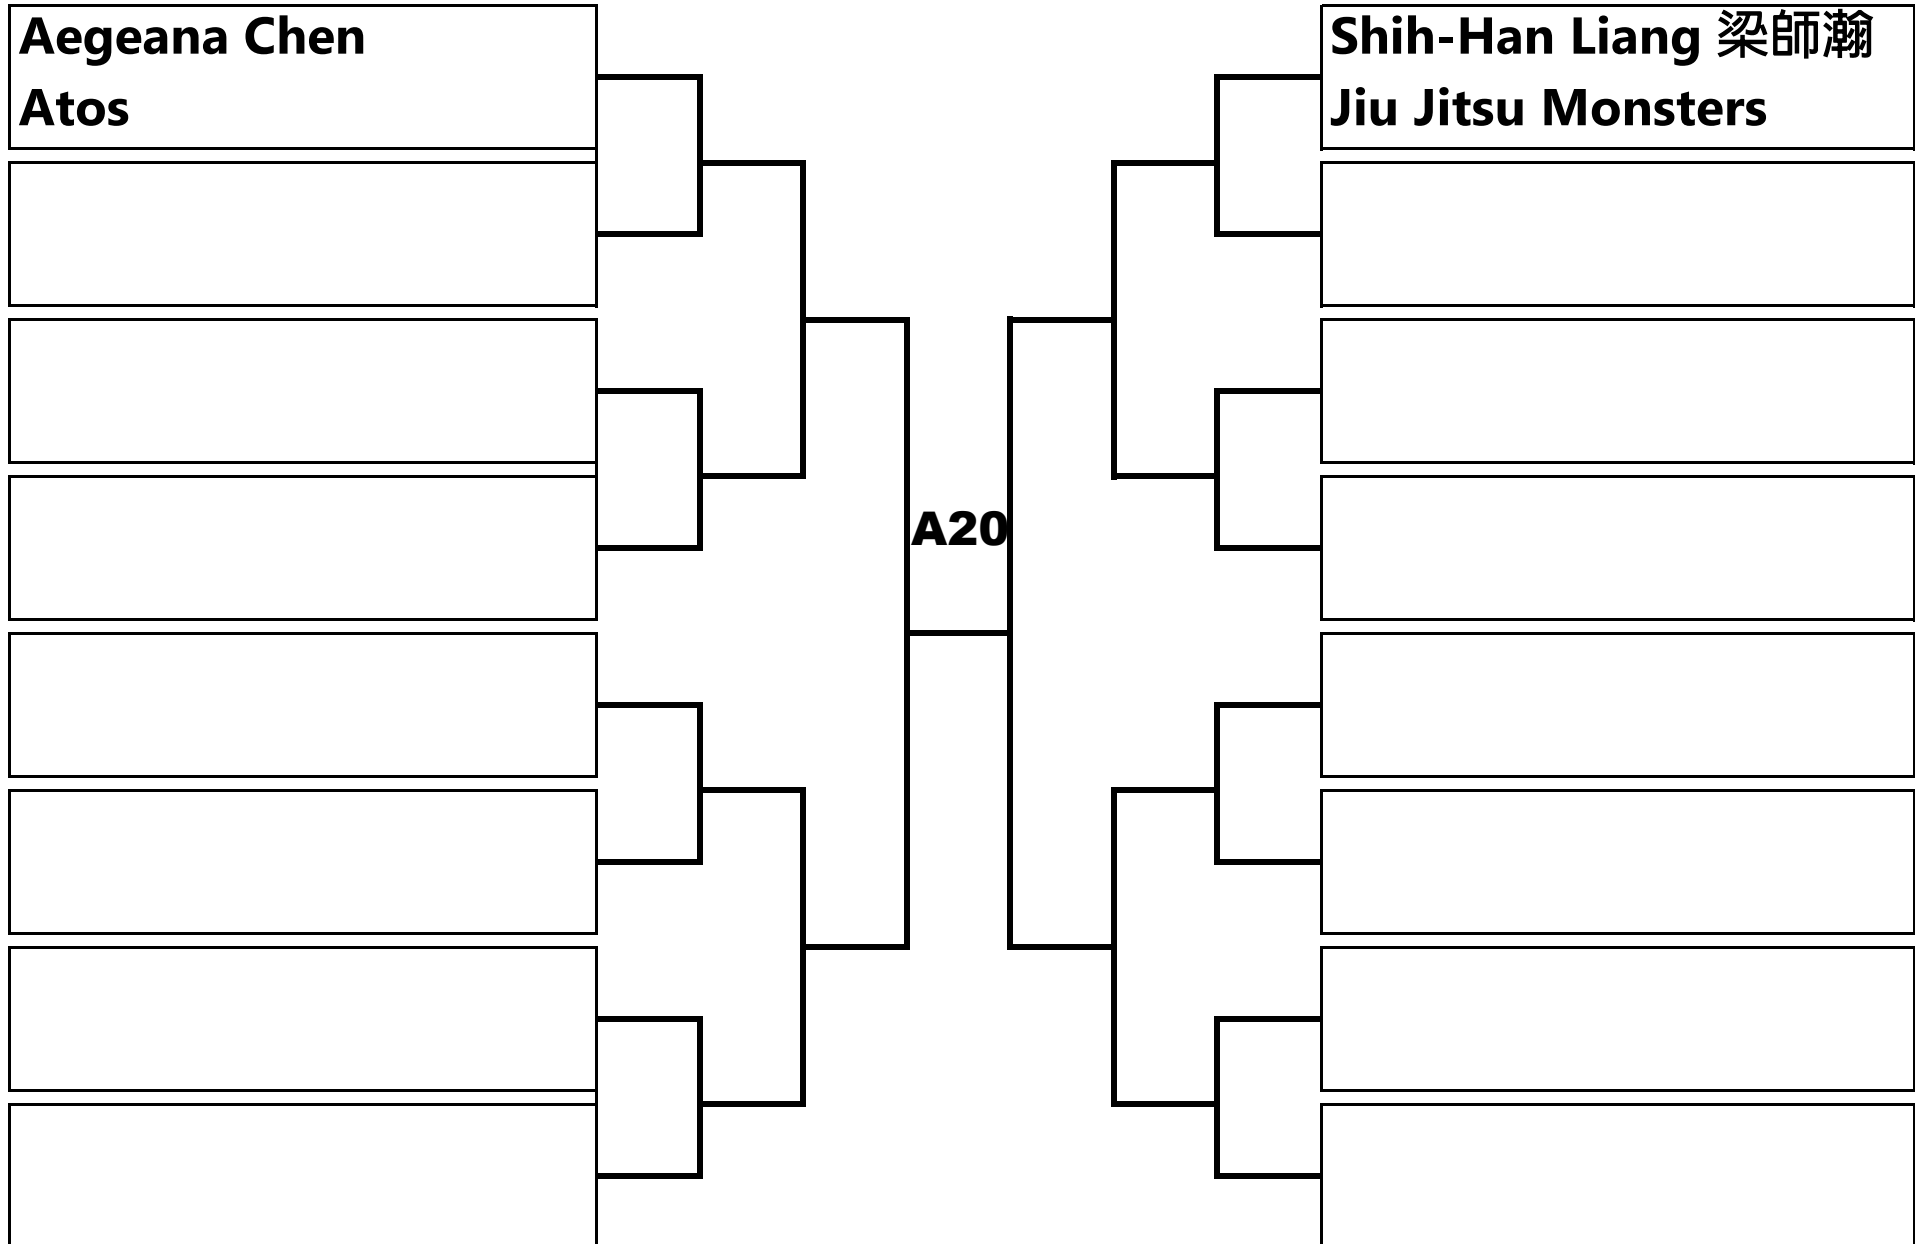 Aegeana Chen
Atos
Shih-Han Liang 梁師瀚
Jiu Jitsu Monsters
A20